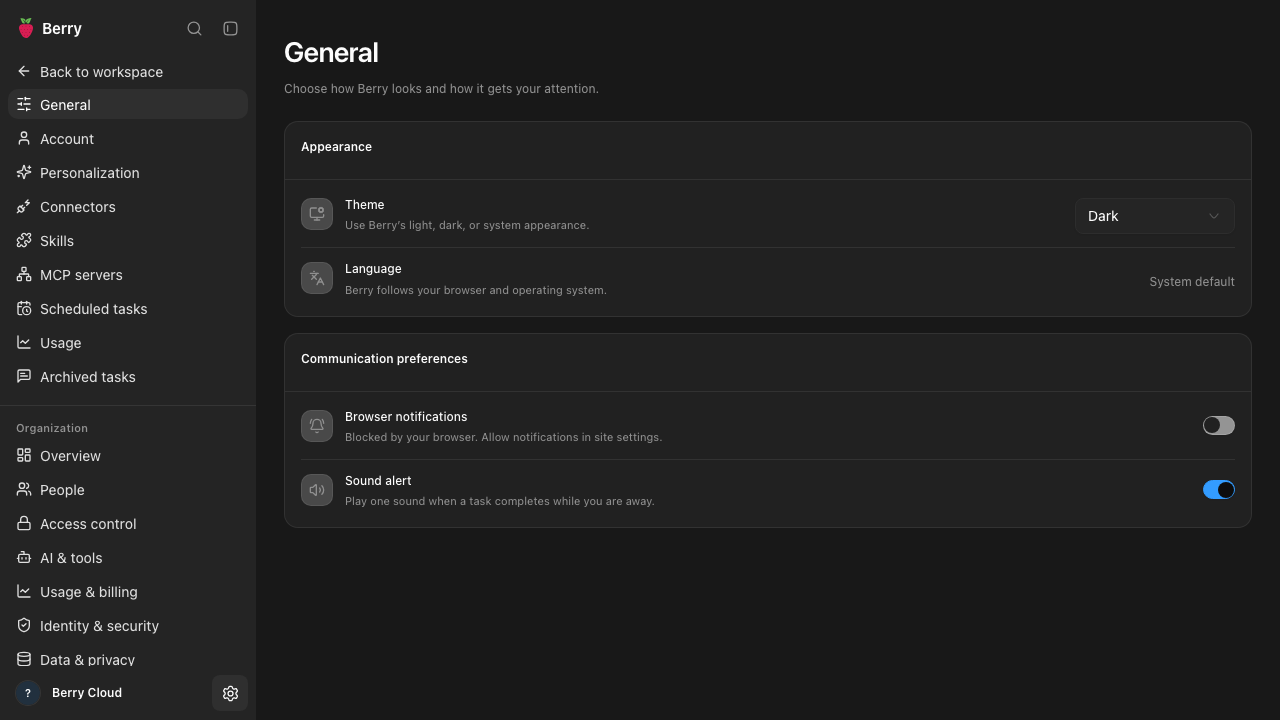 Berry
Back to workspace
General
Account
Personalization
Connectors
Skills
MCP servers
Scheduled tasks
Usage
Archived tasks
Organization
Overview
People
Access control
AI & tools
Usage & billing
Identity & security
Data & privacy
?
Berry Cloud
General
Choose how Berry looks and how it gets your attention.
Appearance
Theme
Use Berry's light, dark, or system appearance.
Dark
Language
Berry follows your browser and operating system.
System default
Communication preferences
Browser notifications
Blocked by your browser. Allow notifications in site settings.
Sound alert
Play one sound when a task completes while you are away.